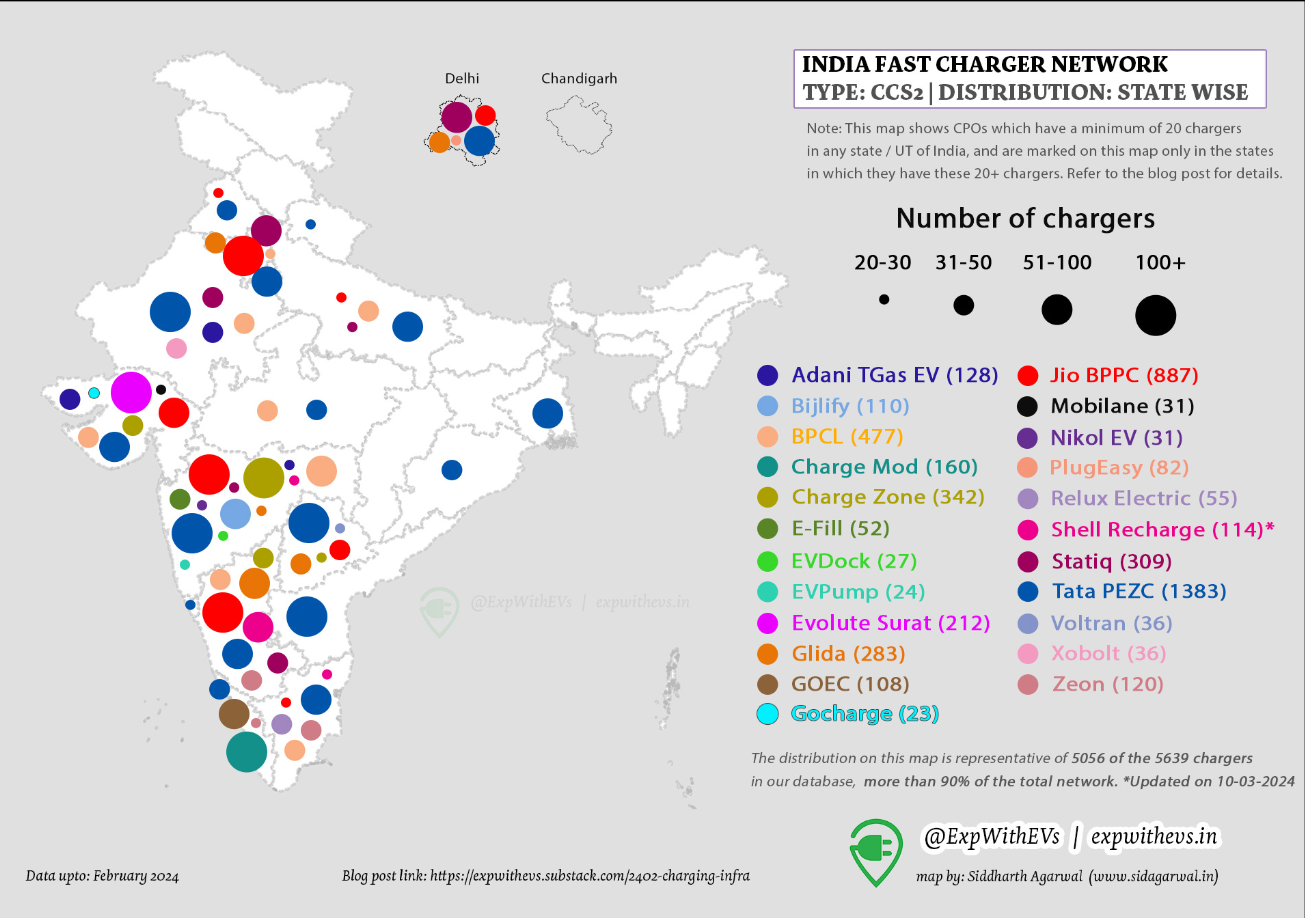 Delhi
Chandigarh
INDIA FAST CHARGER NETWORK
TYPE: CCS2 | DISTRIBUTION: STATE WISE
Note: This map shows CPOs which have a minimum of 20 chargers
in any state / UT of India, and are marked on this map only in the states
in which they have these 20+ chargers. Refer to the blog post for details.
Number of chargers
20-30 31-50 51-100 100+
Adani TGas EV (128)
Bijlify (110)
BPCL (477)
Charge Mod (160)
Charge Zone (342)
E-Fill (52)
EVDock (27)
EVPump (24)
Evolute Surat (212)
Glida (283)
GOEC (108)
Gocharge (23)
Jio BPPC (887)
Mobilane (31)
Nikol EV (31)
PlugEasy (82)
Relux Electric (55)
Shell Recharge (114)*
Statiq (309)
Tata PEZC (1383)
Voltran (36)
Xobolt (36)
Zeon (120)
@ExpWithEVs | expwithevs.in
The distribution on this map is representative of 5056 of the 5639 chargers
in our database, more than 90% of the total network. *Updated on 10-03-2024
@ExpWithEVs | expwithevs.in
map by: Siddharth Agarwal (www.sidagarwal.in)
Data upto: February 2024
Blog post link: https://expwithevs.substack.com/2402-charging-infra